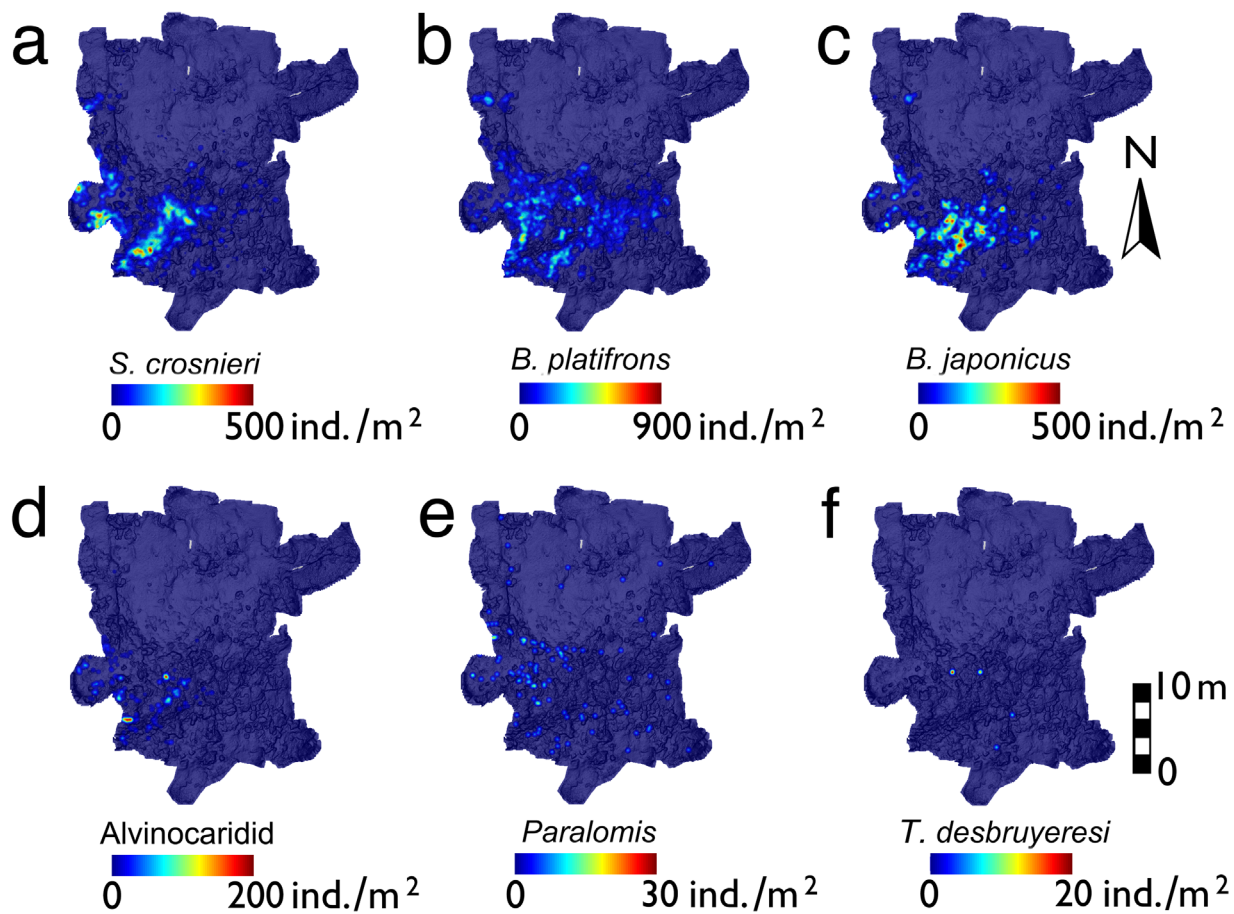 a
b
c
N
S. crosnieri
B. platifrons
B. japonicus
0 500 ind./m²
0 900 ind./m²
0 500 ind./m²
d
e
f
10 m
0
Alvinocaridid
Paralomis
T. desbruyeresi
0 200 ind./m²
0 30 ind./m²
0 20 ind./m²